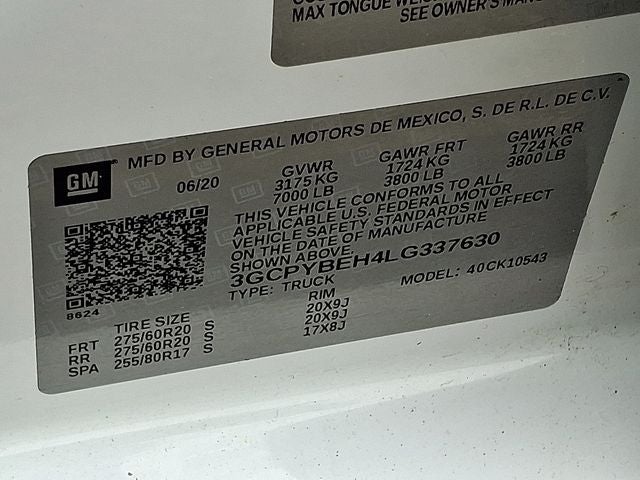 MAX TONGUE
SEE OWNER'S
GM
MFD BY GENERAL MOTORS DE MEXICO, S. DE R.L. DE C.V.
06/20
GVWR GAWR FRT GAWR RR
3175 KG 1724 KG 1724 KG
7000 LB 3800 LB 3800 LB
THIS VEHICLE CONFORMS TO ALL
APPLICABLE U.S. FEDERAL MOTOR
VEHICLE SAFETY STANDARDS IN EFFECT
ON THE DATE OF MANUFACTURE
SHOWN ABOVE.
3GCPYBEH4LG337630
TYPE: TRUCK MODEL: 40CK10543
8624
TIRE SIZE RIM
FRT 275/60R20 S 20X9J
RR 275/60R20 S 20X9J
SPA 255/80R17 S 17X8J